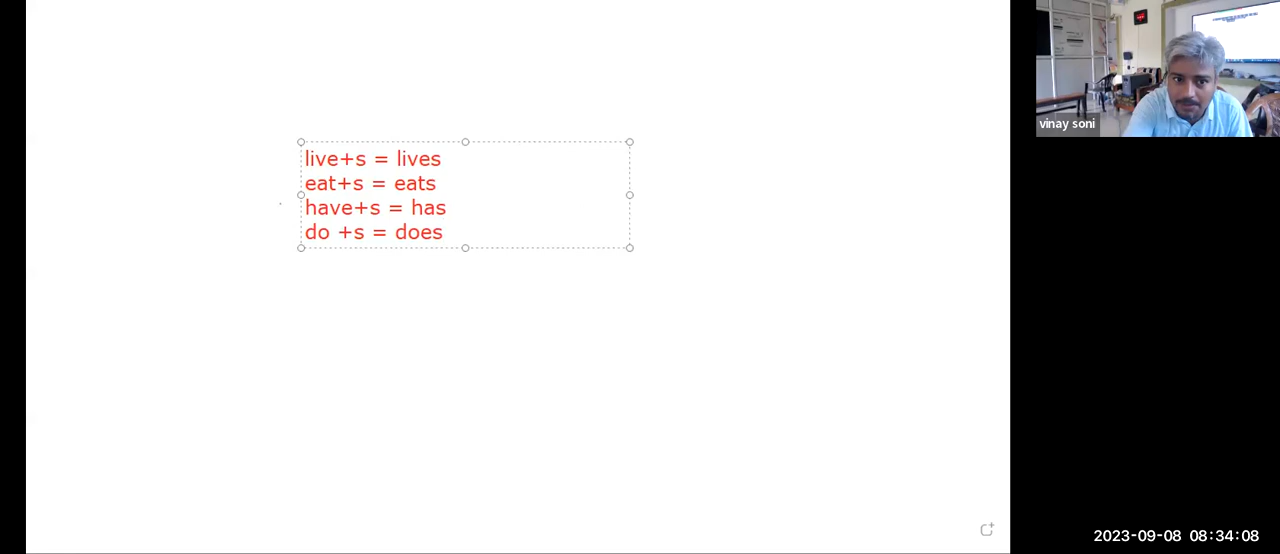 live+s = lives
eat+s = eats
have+s = has
do +s = does
vinay soni
2023-09-08 08:34:08